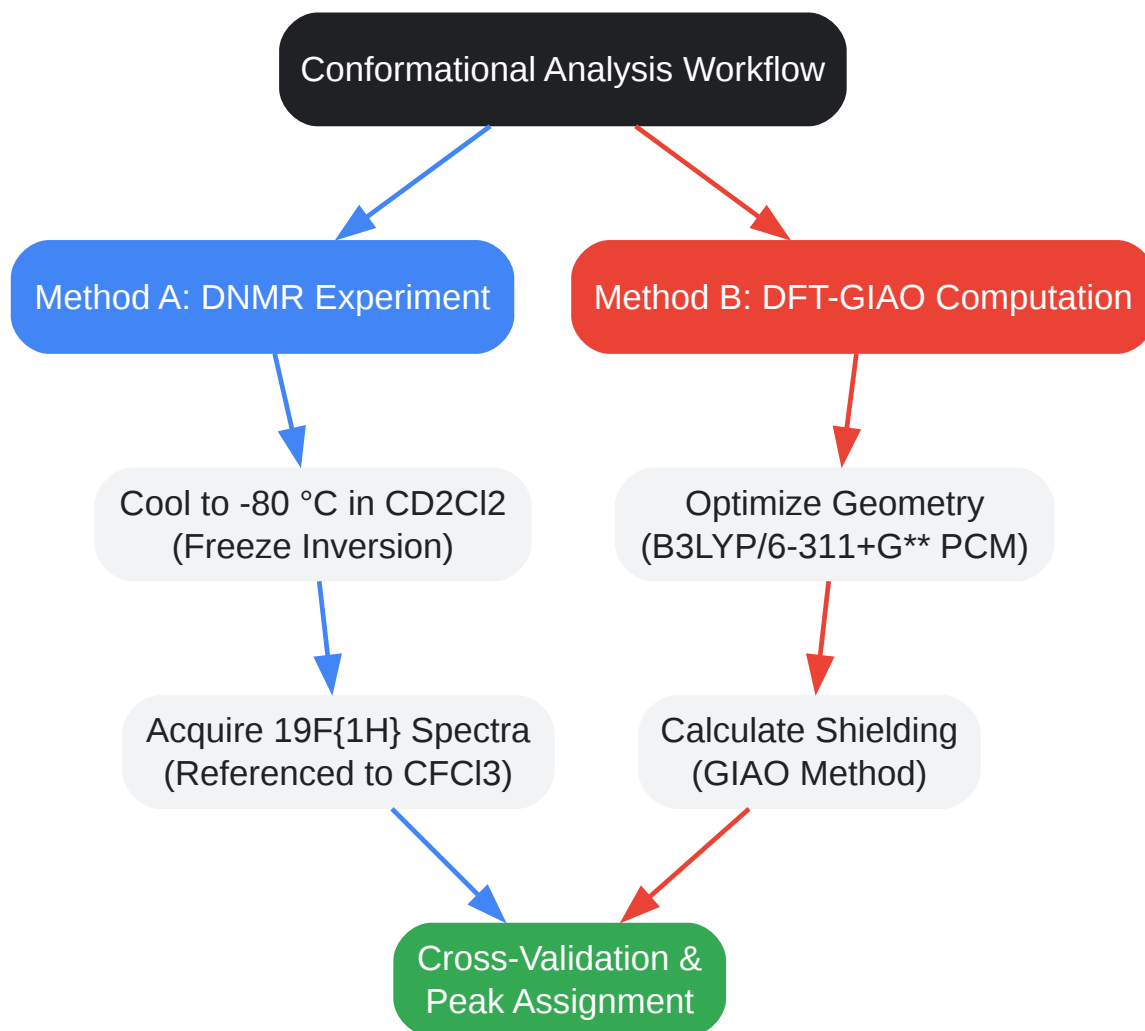 Conformational Analysis Workflow
Method A: DNMR Experiment
Method B: DFT-GIAO Computation
Cool to -80 °C in CD2Cl2
(Freeze Inversion)
Optimize Geometry
(B3LYP/6-311+G** PCM)
Acquire 19F{1H} Spectra
(Referenced to CFCl3)
Calculate Shielding
(GIAO Method)
Cross-Validation &
Peak Assignment